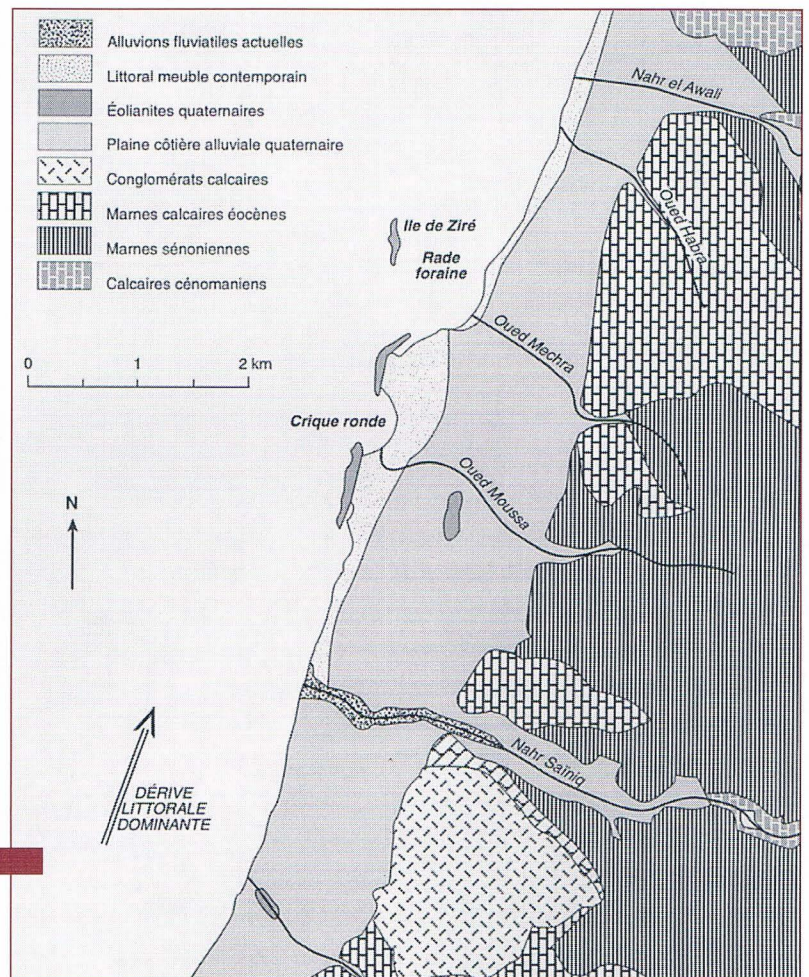 Alluvions fluviatiles actuelles
Littoral meuble contemporain
Éolianites quaternaires
Plaine côtière alluviale quaternaire
Conglomérats calcaires
Marnes calcaires éocènes
Marnes sénoniennes
Calcaires cénomaniens
0 1 2 km
Nahr el Awali
Oued Habra
Ile de Ziré
Rade
foraine
Oued Mechra
Crique ronde
Oued Moussa
N
Nahr Saïniq
DÉRIVE
LITTORALE
DOMINANTE